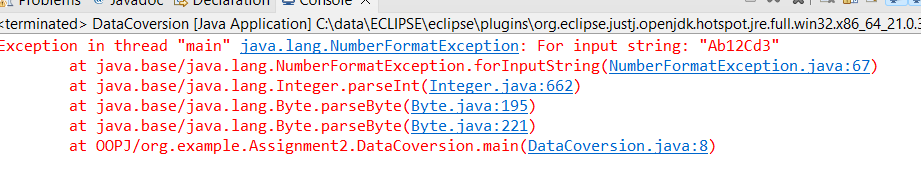 Problems Javadoc Declaration Console
<terminated> DataCoversion [Java Application] C:\data\ECLIPSE\eclipse\plugins\org.eclipse.justj.openjdk.hotspot.jre.full.win32.x86_64_21.0.3
Exception in thread "main" java.lang.NumberFormatException: For input string: "Ab12Cd3"
at java.base/java.lang.NumberFormatException.forInputString(NumberFormatException.java:67)
at java.base/java.lang.Integer.parseInt(Integer.java:662)
at java.base/java.lang.Byte.parseByte(Byte.java:195)
at java.base/java.lang.Byte.parseByte(Byte.java:221)
at OOPJ/org.example.Assignment2.DataCoversion.main(DataCoversion.java:8)